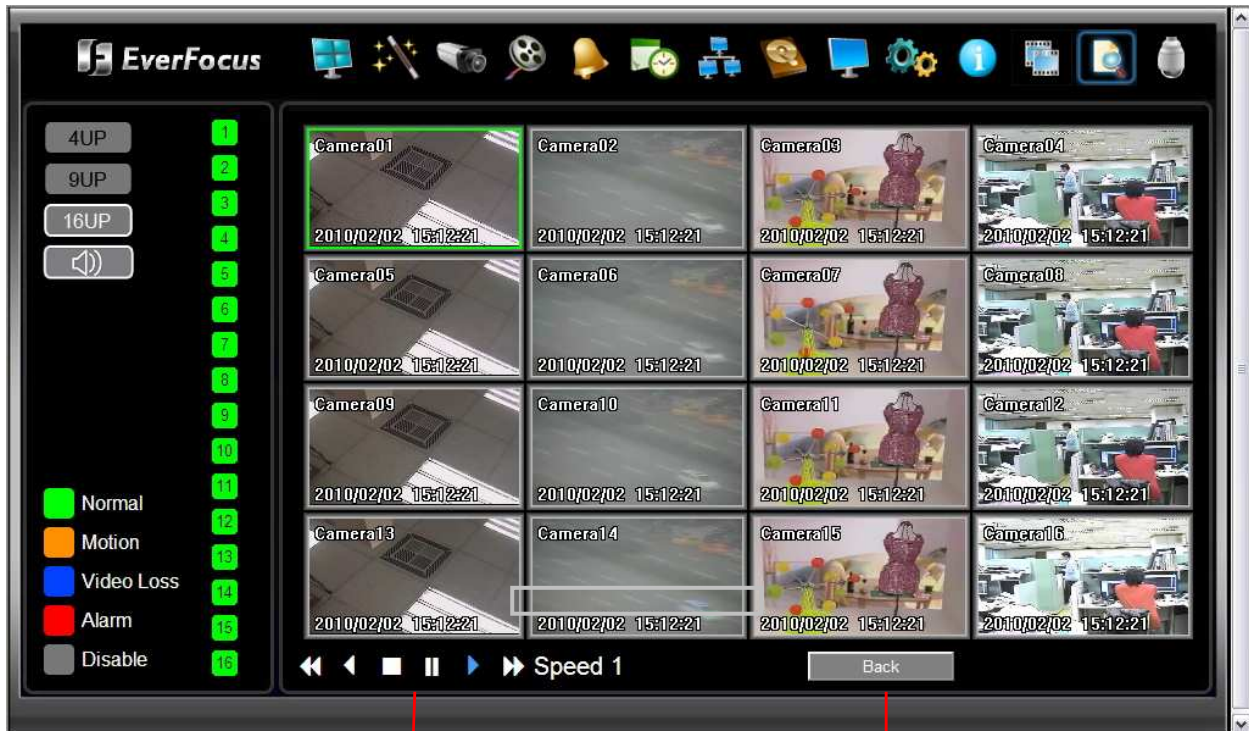 EverFocus
4UP
9UP
16UP
1
2
3
4
5
6
7
8
9
10
11
12
13
14
15
16
Normal
Motion
Video Loss
Alarm
Disable
Camera01
2010/02/02 15:12:21
Camera02
2010/02/02 15:12:21
Camera03
2010/02/02 15:12:21
Camera04
2010/02/02 15:12:21
Camera05
2010/02/02 15:12:21
Camera06
2010/02/02 15:12:21
Camera07
2010/02/02 15:12:21
Camera08
2010/02/02 15:12:21
Camera09
2010/02/02 15:12:21
Camera10
2010/02/02 15:12:21
Camera11
2010/02/02 15:12:21
Camera12
2010/02/02 15:12:21
Camera13
2010/02/02 15:12:21
Camera14
2010/02/02 15:12:21
Camera15
2010/02/02 15:12:21
Camera16
2010/02/02 15:12:21
Speed 1
Back